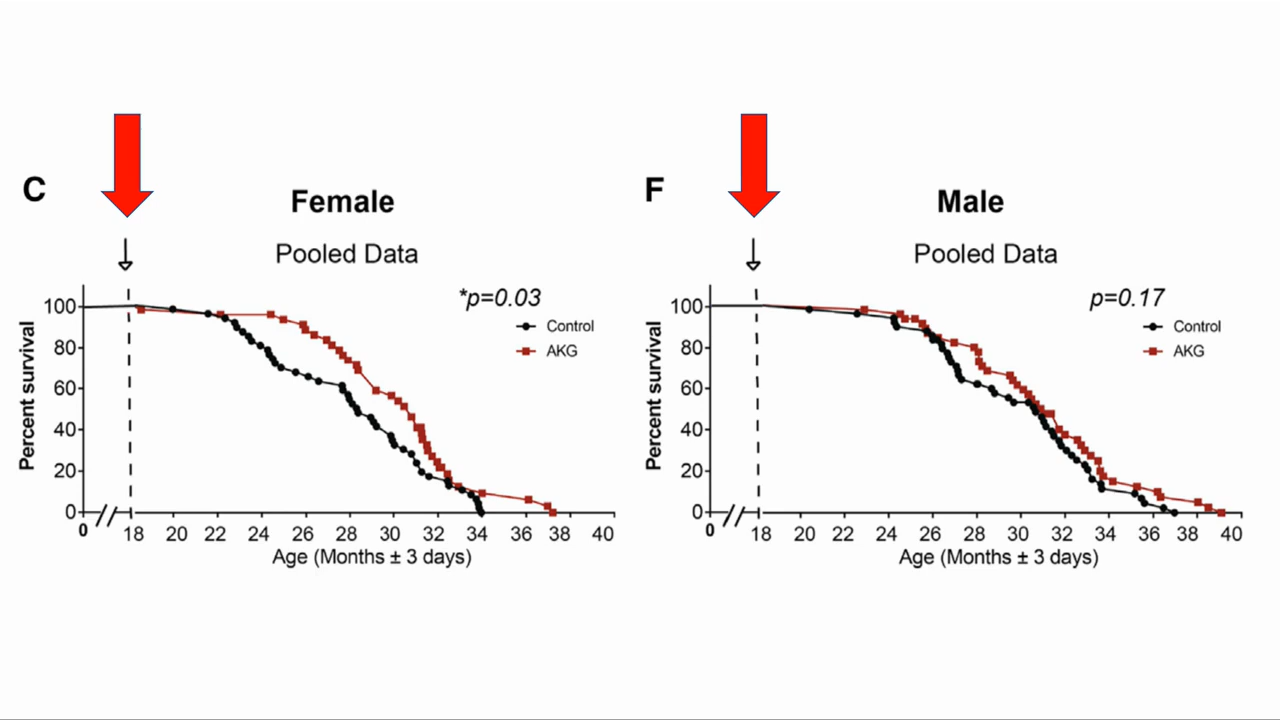 C
Female
Pooled Data
*p=0.03
Control
AKG
Percent survival
100
80
60
40
20
0
0 18 20 22 24 26 28 30 32 34 36 38 40
Age (Months ± 3 days)
F
Male
Pooled Data
p=0.17
Control
AKG
Percent survival
100
80
60
40
20
0
0 18 20 22 24 26 28 30 32 34 36 38 40
Age (Months ± 3 days)